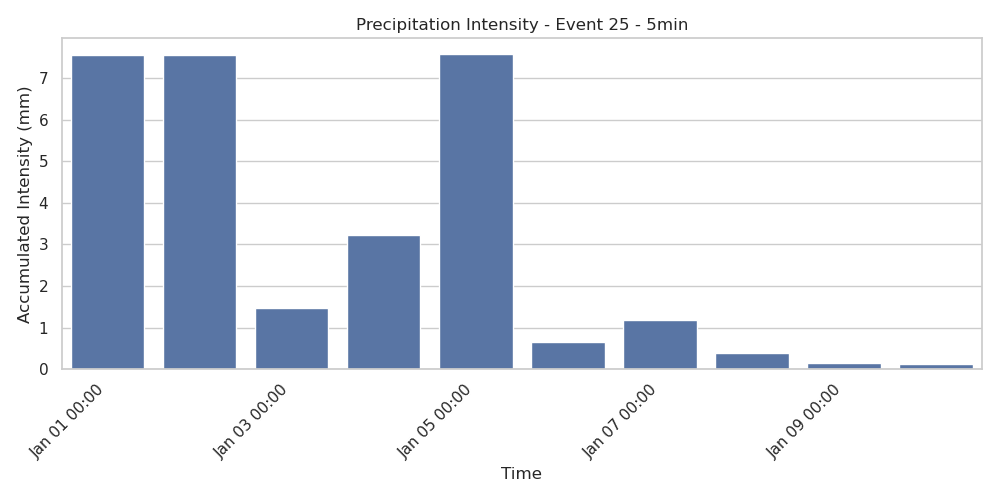 Precipitation Intensity - Event 25 - 5min
Accumulated Intensity (mm)
7
6
5
4
3
2
1
0
Jan 01 00:00
Jan 03 00:00
Jan 05 00:00
Jan 07 00:00
Jan 09 00:00
Time